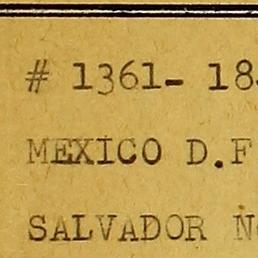 # 1361- 18
MEXICO D.F
SALVADOR N